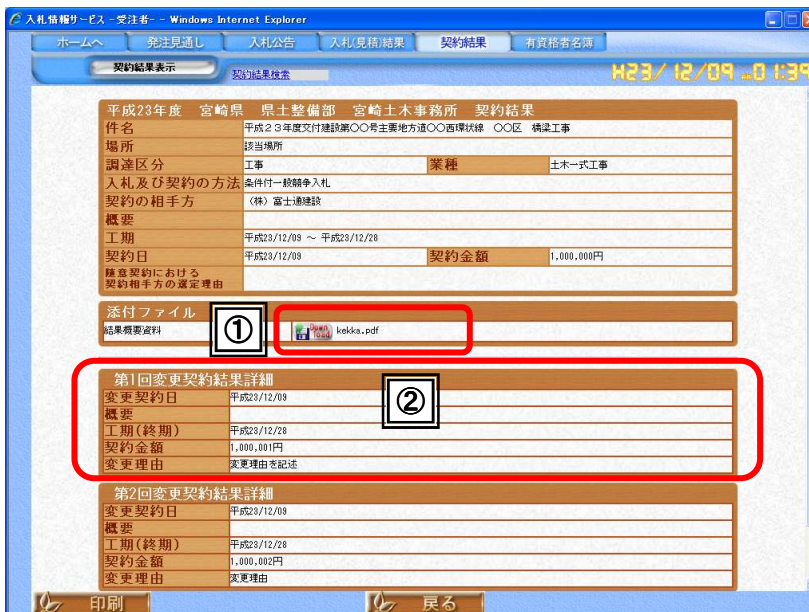 入札情報サービス -受注者- - Windows Internet Explorer
ホームへ 発注見通し 入札公告 入札(見積)結果 契約結果 有資格者名簿
契約結果表示 契約結果検索 H23/12/09
平成23年度 宮崎県 県土整備部 宮崎土木事務所 契約結果
件名 平成23年度交付建設第〇〇号主要地方道〇〇西環状線 〇〇区 橋梁工事
場所 該当場所
調達区分 工事 業種 土木一式工事
入札及び契約の方法 条件付一般競争入札
契約の相手方 (株)富士通建設
概要
工期 平成23/12/09 ～ 平成23/12/28
契約日 平成23/12/09 契約金額 1,000,000円
随意契約における
契約相手方の選定理由
添付ファイル
結果概要資料 ① Download kekka.pdf
第1回変更契約結果詳細
変更契約日 平成23/12/09 ②
概要
工期(終期) 平成23/12/28
契約金額 1,000,001円
変更理由 変更理由を記述
第2回変更契約結果詳細
変更契約日 平成23/12/09
概要
工期(終期) 平成23/12/28
契約金額 1,000,002円
変更理由 変更理由
印刷 戻る